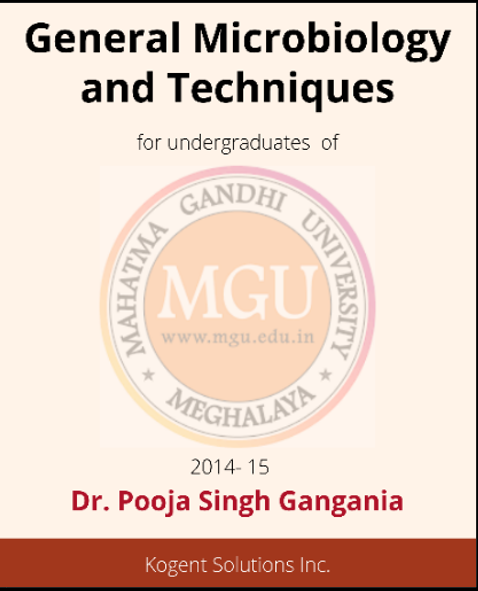 General Microbiology
and Techniques
for undergraduates of
MAHATMA GANDHI UNIVERSITY
MGU
www.mgu.edu.in
MEGHALAYA
2014- 15
Dr. Pooja Singh Gangania
Kogent Solutions Inc.